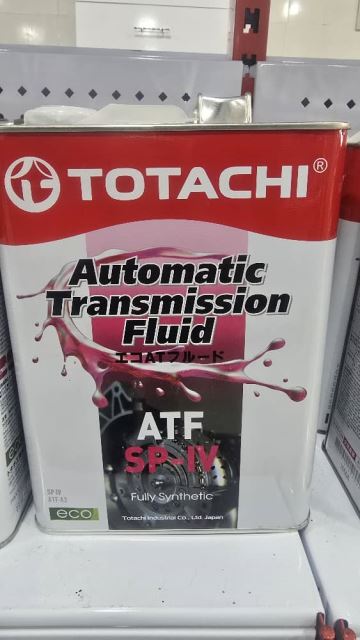 TOTACHI®
Automatic
Transmission
Fluid
エコATフルード
ATF
SP-IV
Fully Synthetic
SP IV
ATF-A3
eco
Totachi Industrial Co., Ltd. Japan